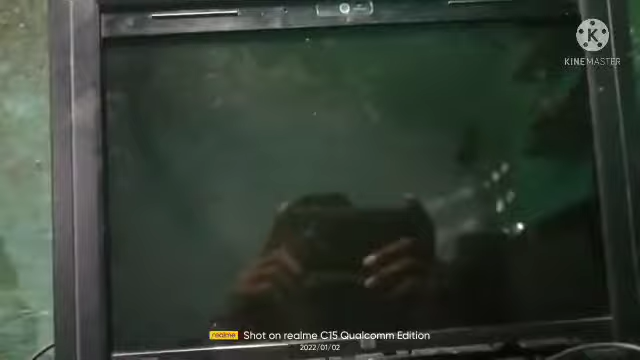 K
KINEMASTER
realme Shot on realme C15 Qualcomm Edition
2022/01/02